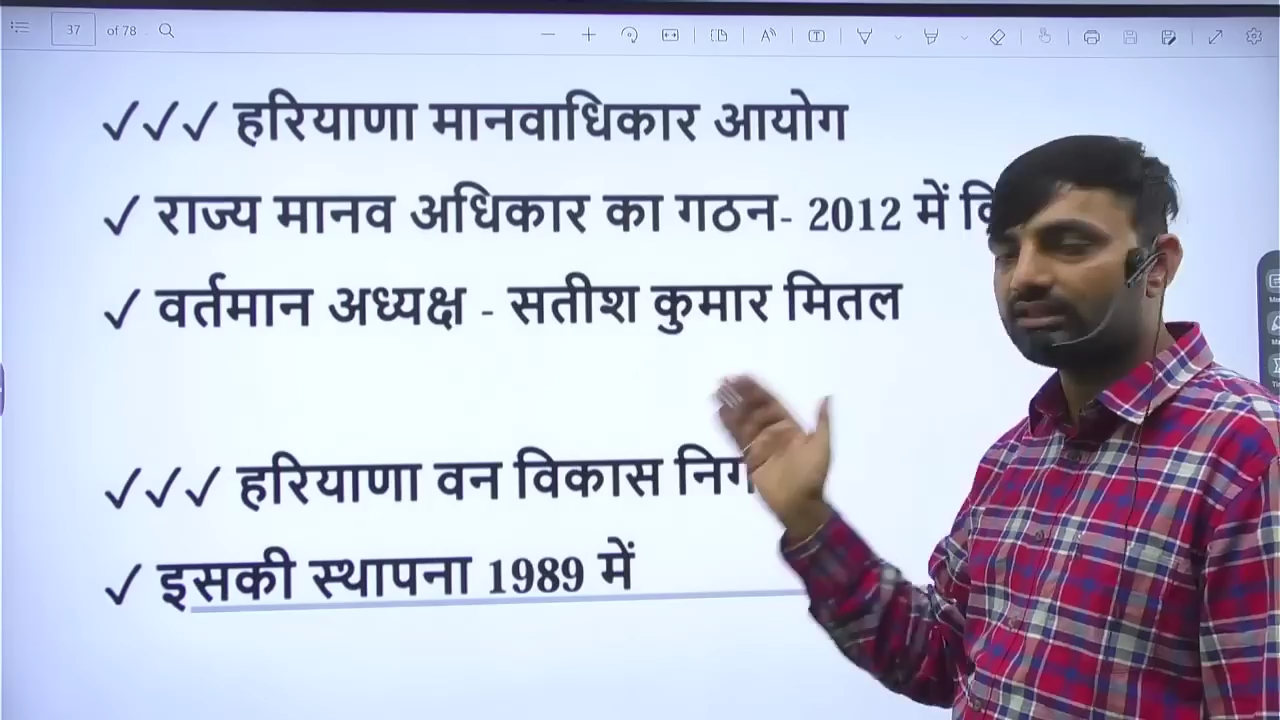 37 of 78
✓✓✓ हरियाणा मानवाधिकार आयोग
✓ राज्य मानव अधिकार का गठन- 2012 में
✓ वर्तमान अध्यक्ष - सतीश कुमार मितल
✓✓✓ हरियाणा वन विकास
✓ इसकी स्थापना 1989 में